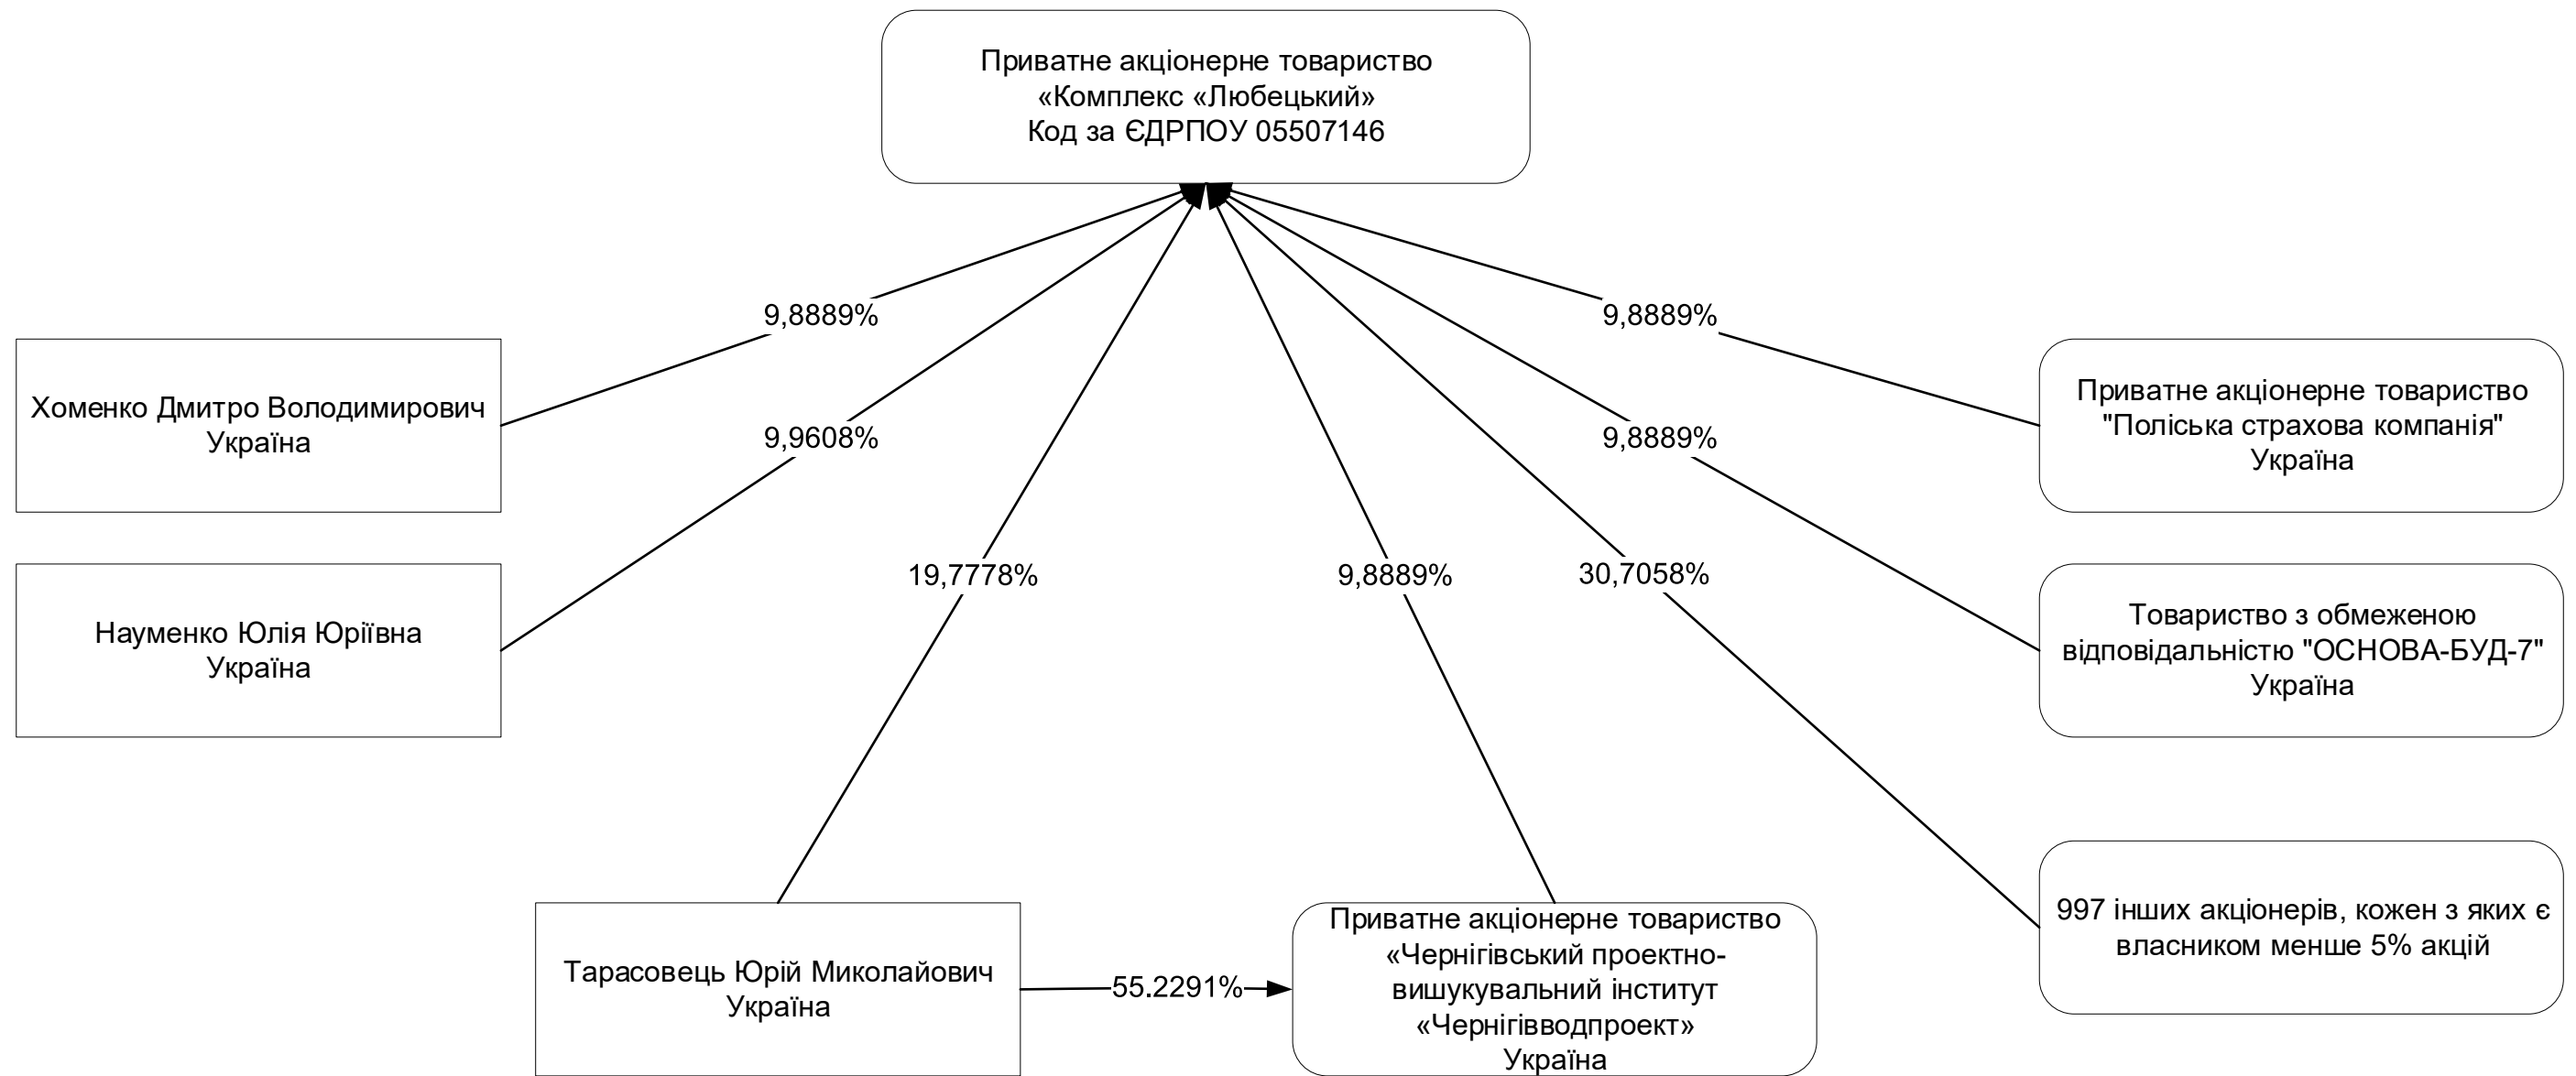 Приватне акціонерне товариство
«Комплекс «Любецький»
Код за ЄДРПОУ 05507146
9,8889%
9,8889%
Хоменко Дмитро Володимирович
Україна
9,9608%
9,8889%
Приватне акціонерне товариство
"Поліська страхова компанія"
Україна
19,7778%
9,8889%
30,7058%
Науменко Юлія Юріївна
Україна
Товариство з обмеженою
відповідальністю "ОСНОВА-БУД-7"
Україна
997 інших акціонерів, кожен з яких є
власником менше 5% акцій
Тарасовець Юрій Миколайович
Україна
55.2291%
Приватне акціонерне товариство
«Чернігівський проектно-
вишукувальний інститут
«Чернігівводпроект»
Україна